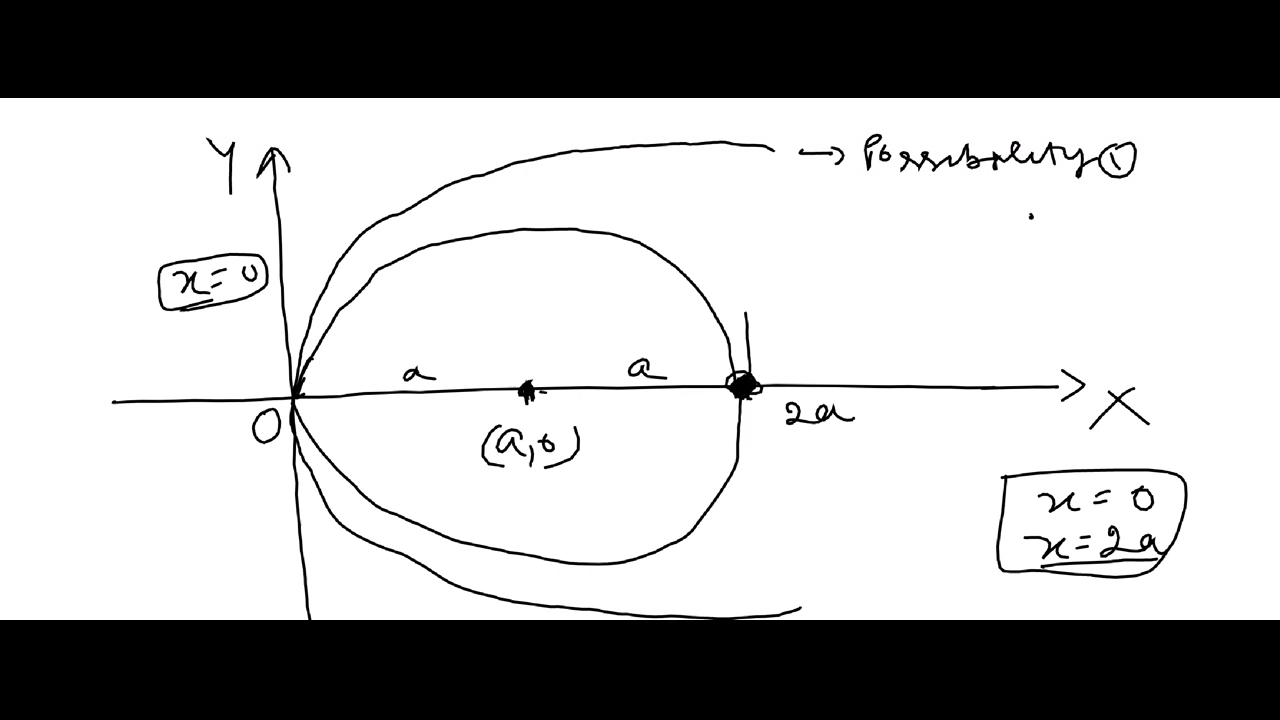 Y
→ Possibility ①
x = 0
a
a
O
2a
X
(a,0)
x = 0
x = 2a